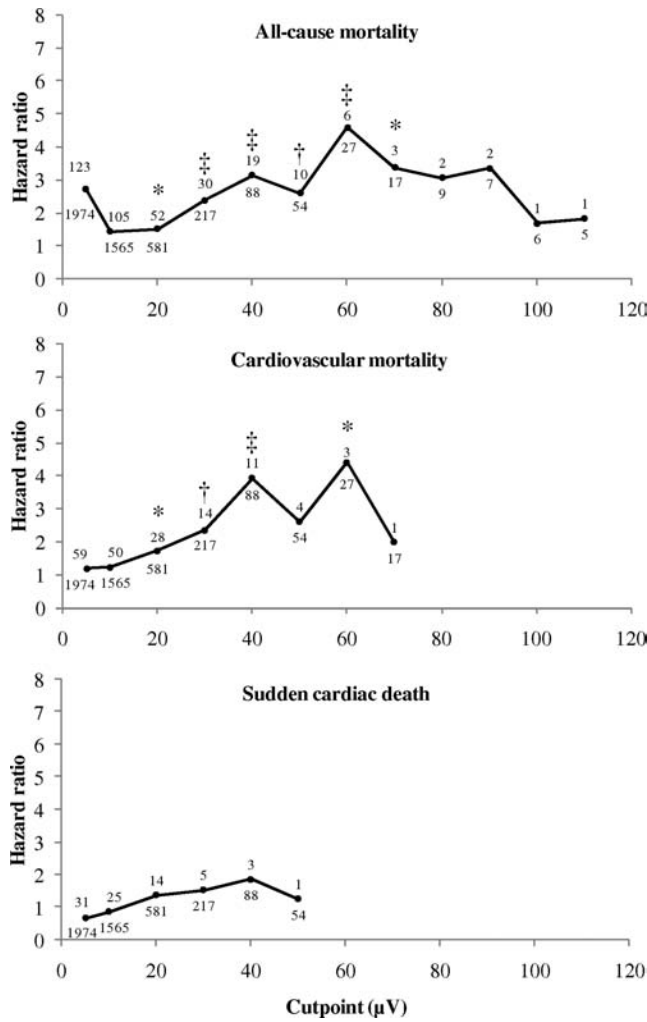 All-cause mortality
Hazard ratio
8
7
6
5
4
3
2
1
0
‡
* ‡ ‡ † 6 *
123 105 52 30 19 10 27 3 2 2 1 1
1974 1565 581 217 88 54 17 9 7 6 5
0 20 40 60 80 100 120
Cardiovascular mortality
Hazard ratio
8
7
6
5
4
3
2
1
0
* † ‡ *
59 50 28 14 11 4 3 1
1974 1565 581 217 88 54 27 17
0 20 40 60 80 100 120
Sudden cardiac death
Hazard ratio
8
7
6
5
4
3
2
1
0
31 25 14 5 3 1
1974 1565 581 217 88 54
0 20 40 60 80 100 120
Cutpoint (µV)